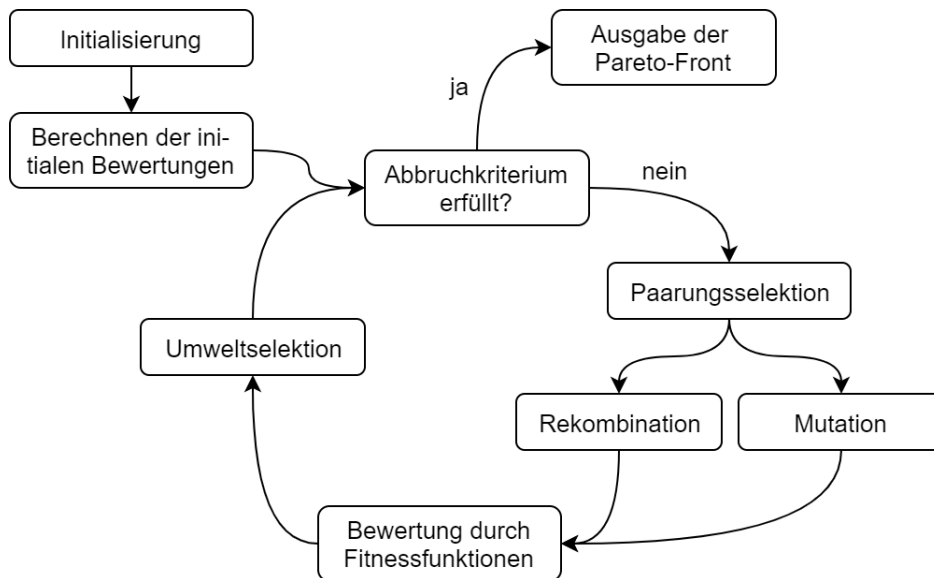 Initialisierung
Ausgabe der
Pareto-Front
ja
Berechnen der ini-
tialen Bewertungen
Abbruchkriterium
erfüllt?
nein
Paarungsselektion
Umweltselektion
Rekombination
Mutation
Bewertung durch
Fitnessfunktionen